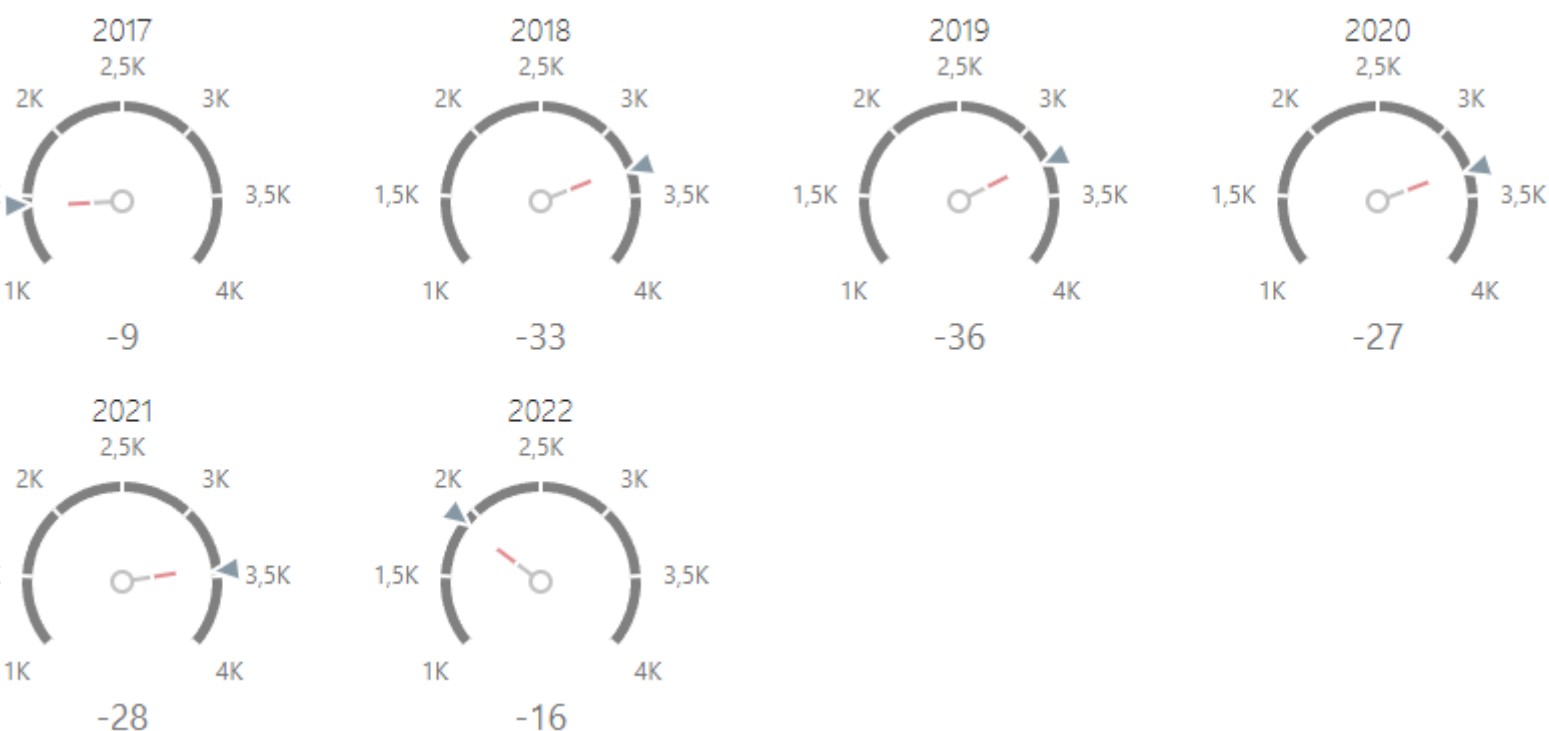 2017 2018 2019 2020
2,5K 2,5K 2,5K 2,5K
2K 3K 2K 3K 2K 3K 2K 3K
3,5K 1,5K 3,5K 1,5K 3,5K 1,5K 3,5K
1K 4K 1K 4K 1K 4K 1K 4K
-9 -33 -36 -27
2021 2022
2,5K 2,5K
2K 3K 2K 3K
3,5K 1,5K 3,5K
1K 4K 1K 4K
-28 -16